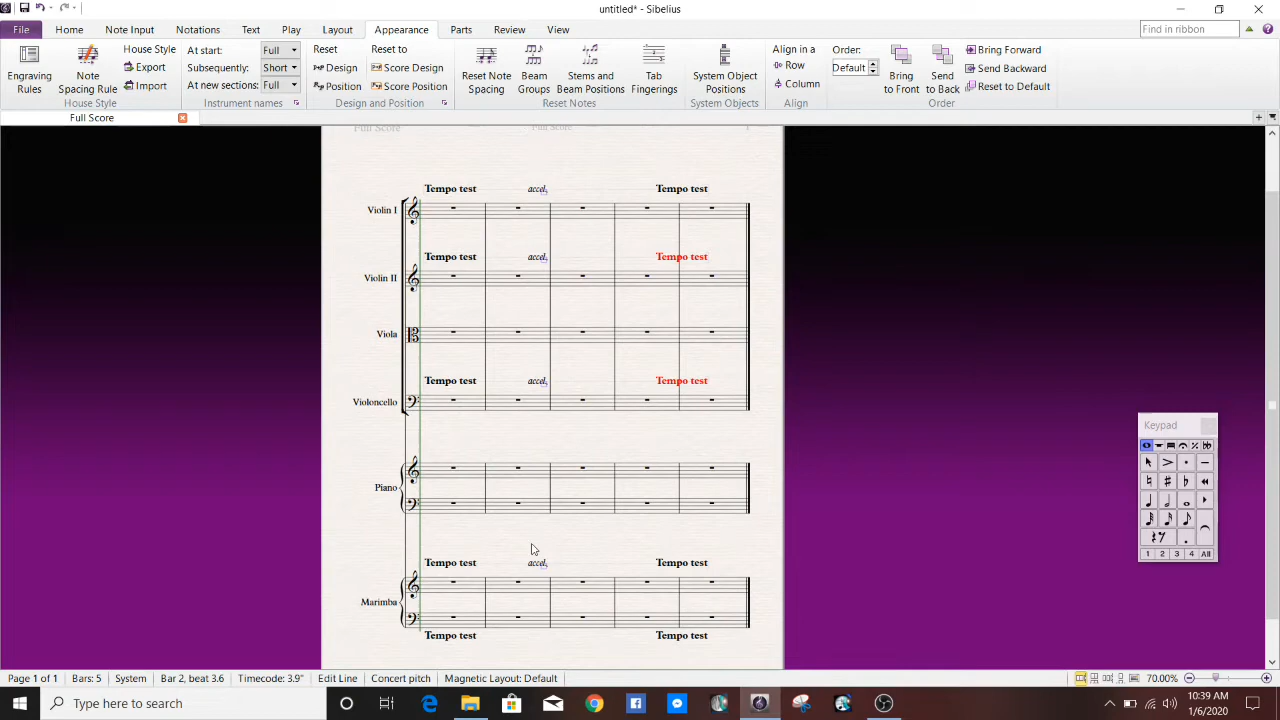 untitled* - Sibelius
File Home Note Input Notations Text Play Layout Appearance Parts Review View Find in ribbon
House Style At start: Full Reset Reset to Align in a Order: Bring Forward
Export Subsequently: Short Design Score Design Row Default Send Backward
Engraving Rules Note Spacing Rule Import At new sections: Full Position Score Position Reset Note Spacing Beam Groups Stems and Beam Positions Tab Fingerings System Object Positions Column Bring to Front Send to Back Reset to Default
House Style Instrument names Design and Position Reset Notes System Objects Align Order
Full Score
Full Score Full Score
Tempo test accel. Tempo test
Violin I
Tempo test accel. Tempo test
Violin II
Viola
Tempo test accel. Tempo test
Violoncello
Keypad
1 2 3 4 All
Piano
Tempo test accel. Tempo test
Marimba
Tempo test Tempo test
Page 1 of 1 Bars: 5 System Bar 2, beat 3.6 Timecode: 3.9" Edit Line Concert pitch Magnetic Layout: Default 70.00%
Type here to search
10:39 AM
1/6/2020